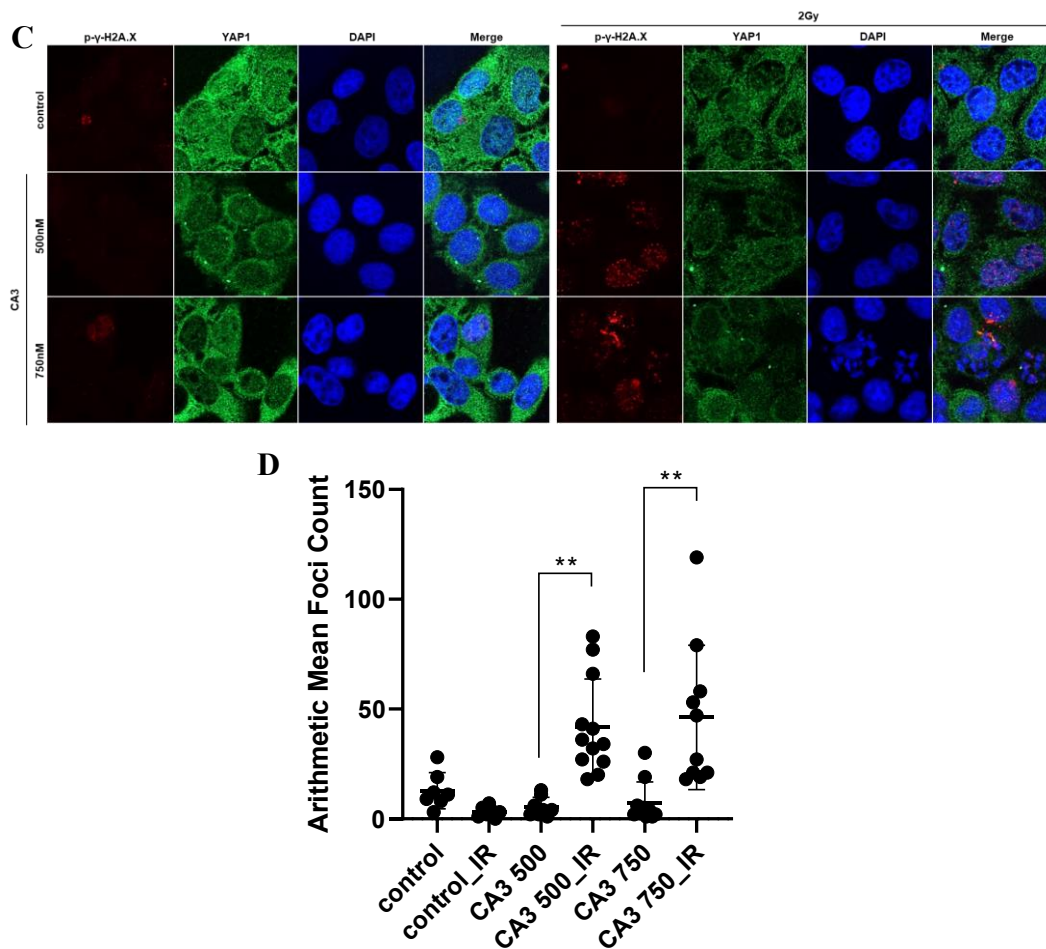 C
2Gy
p-γ-H2A.X YAP1 DAPI Merge p-γ-H2A.X YAP1 DAPI Merge
control
CA3
500nM
750nM
D
Arithmetic Mean Foci Count
150
100
50
0
**
**
control
control_IR
CA3 500
CA3 500_IR
CA3 750
CA3 750_IR